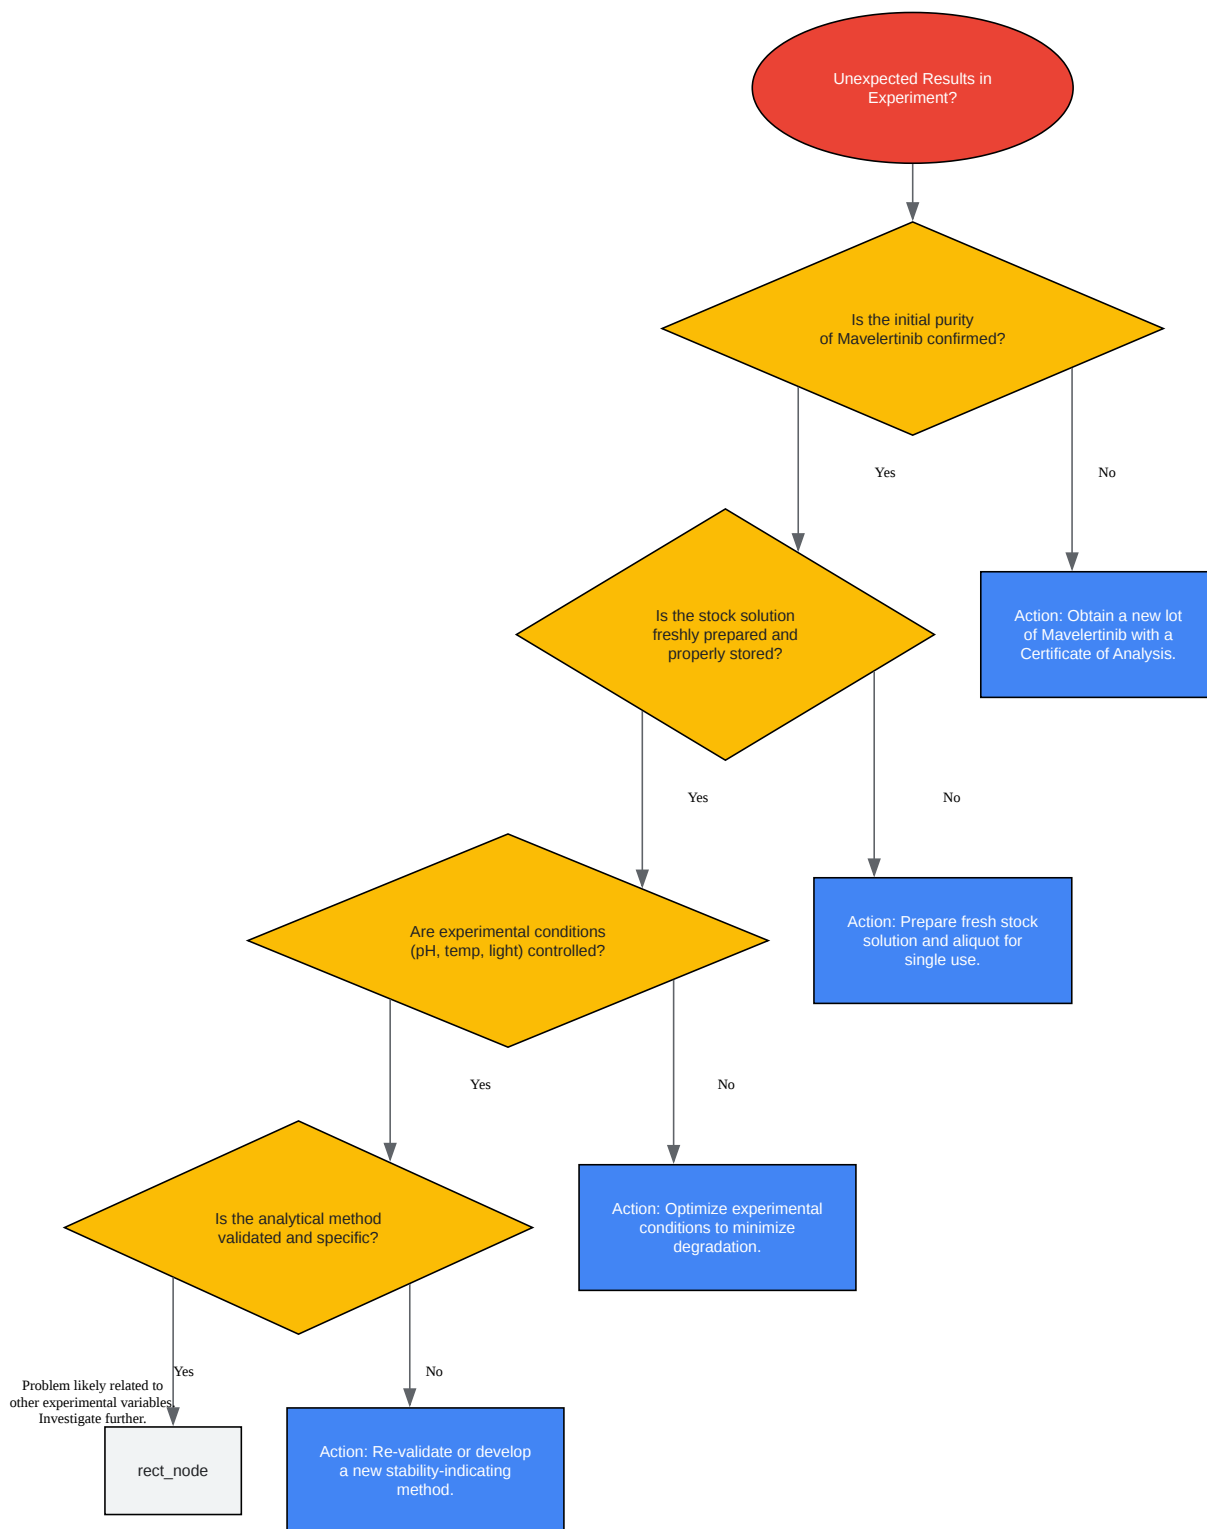 Unexpected Results in
Experiment?
Is the initial purity
of Mavelertinib confirmed?
Yes
No
Is the stock solution
freshly prepared and
properly stored?
Action: Obtain a new lot
of Mavelertinib with a
Certificate of Analysis.
Yes
No
Are experimental conditions
(pH, temp, light) controlled?
Action: Prepare fresh stock
solution and aliquot for
single use.
Yes
No
Is the analytical method
validated and specific?
Action: Optimize experimental
conditions to minimize
degradation.
Yes
No
Problem likely related to
other experimental variables.
Investigate further.
rect_node
Action: Re-validate or develop
a new stability-indicating
method.